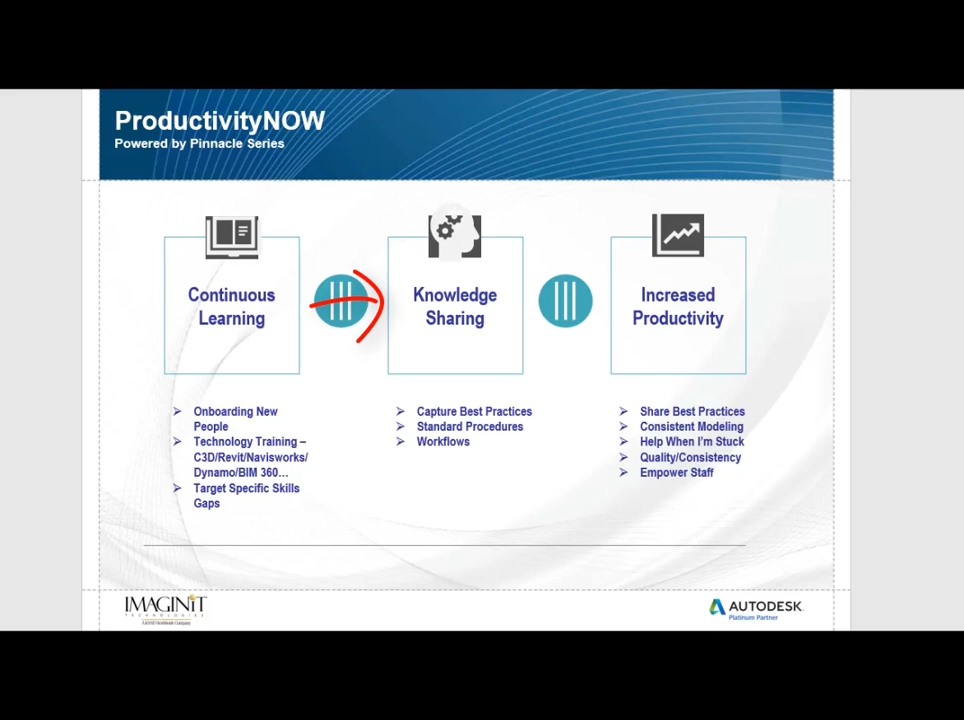 ProductivityNOW
Powered by Pinnacle Series
Continuous
Learning
Knowledge
Sharing
Increased
Productivity
➢ Onboarding New
People
➢ Technology Training –
C3D/Revit/Navisworks/
Dynamo/BIM 360...
➢ Target Specific Skills
Gaps
➢ Capture Best Practices
➢ Standard Procedures
➢ Workflows
➢ Share Best Practices
➢ Consistent Modeling
➢ Help When I'm Stuck
➢ Quality/Consistency
➢ Empower Staff
IMAGINiT
TECHNOLOGIES
AUTODESK.
Platinum Partner